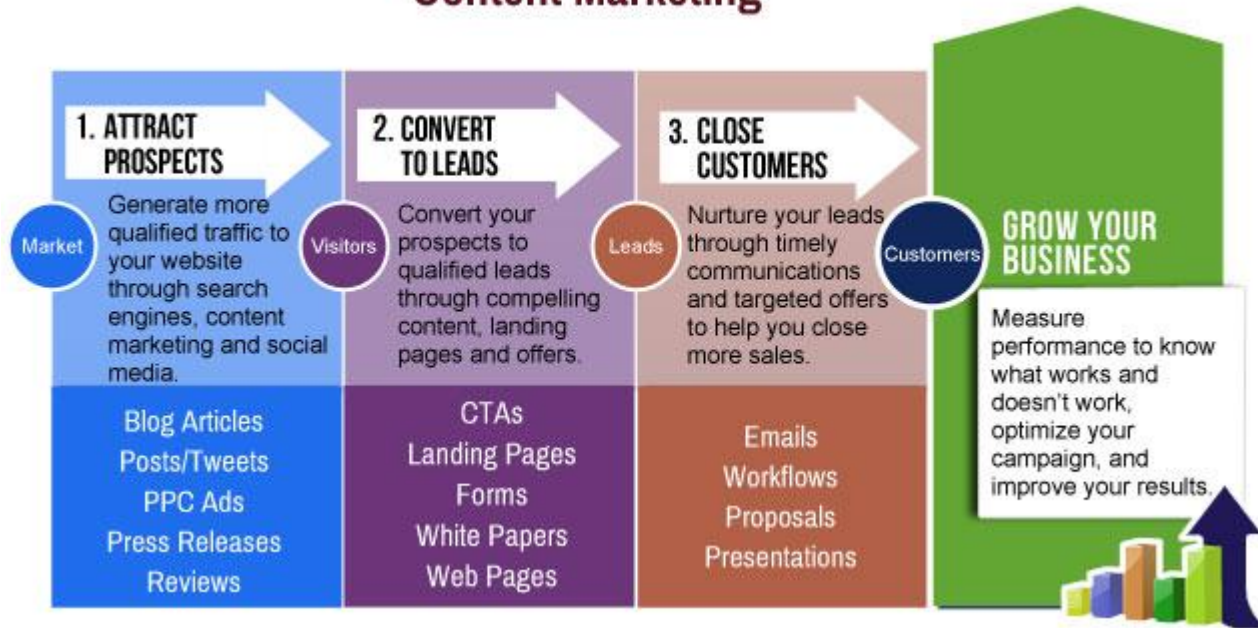 Content Marketing
1. ATTRACT
PROSPECTS
Market
Generate more
qualified traffic to
your website
through search
engines, content
marketing and social
media.
Blog Articles
Posts/Tweets
PPC Ads
Press Releases
Reviews
2. CONVERT
TO LEADS
Visitors
Convert your
prospects to
qualified leads
through compelling
content, landing
pages and offers.
CTAs
Landing Pages
Forms
White Papers
Web Pages
3. CLOSE
CUSTOMERS
Leads
Nurture your leads
through timely
communications
and targeted offers
to help you close
more sales.
Emails
Workflows
Proposals
Presentations
Customers
GROW YOUR
BUSINESS
Measure
performance to know
what works and
doesn't work,
optimize your
campaign, and
improve your results.